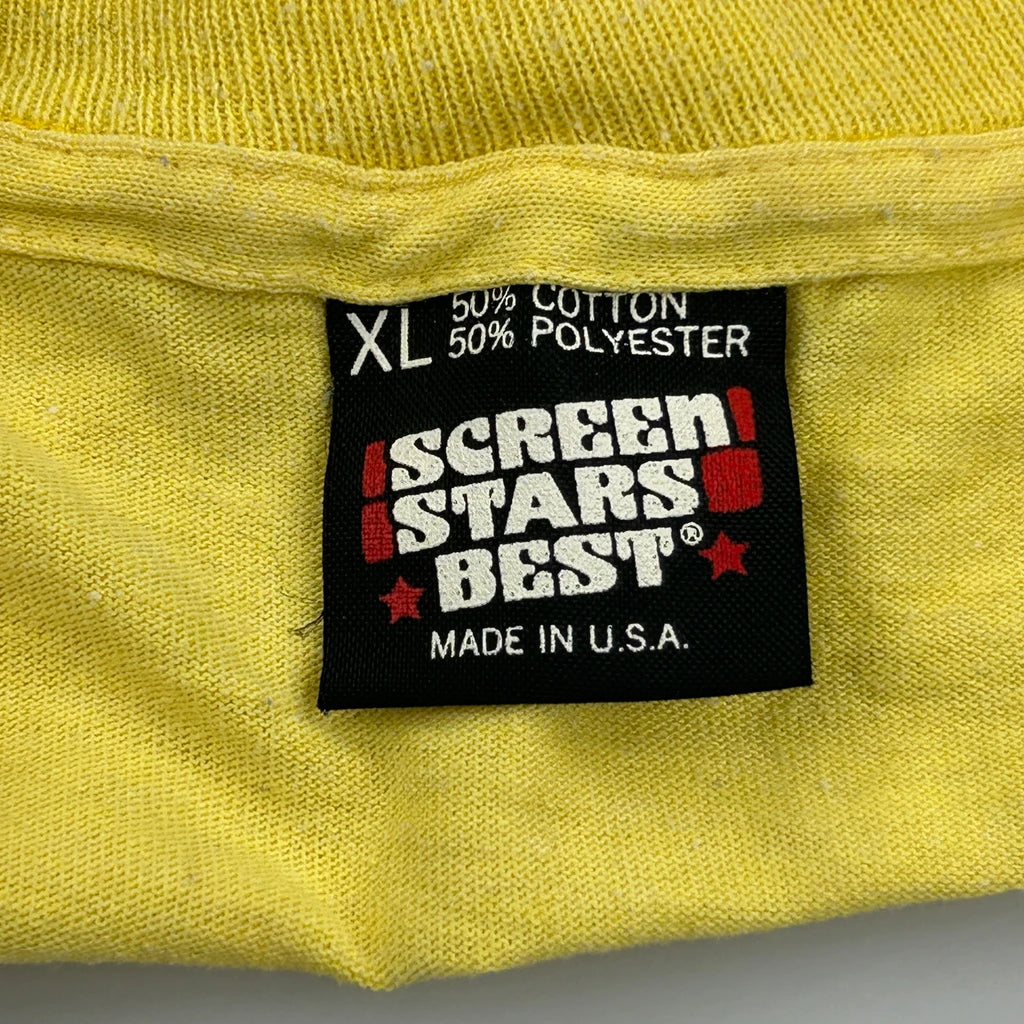 XL 50% COTTON
50% POLYESTER
SCREEN
STARS
BEST®
MADE IN U.S.A.